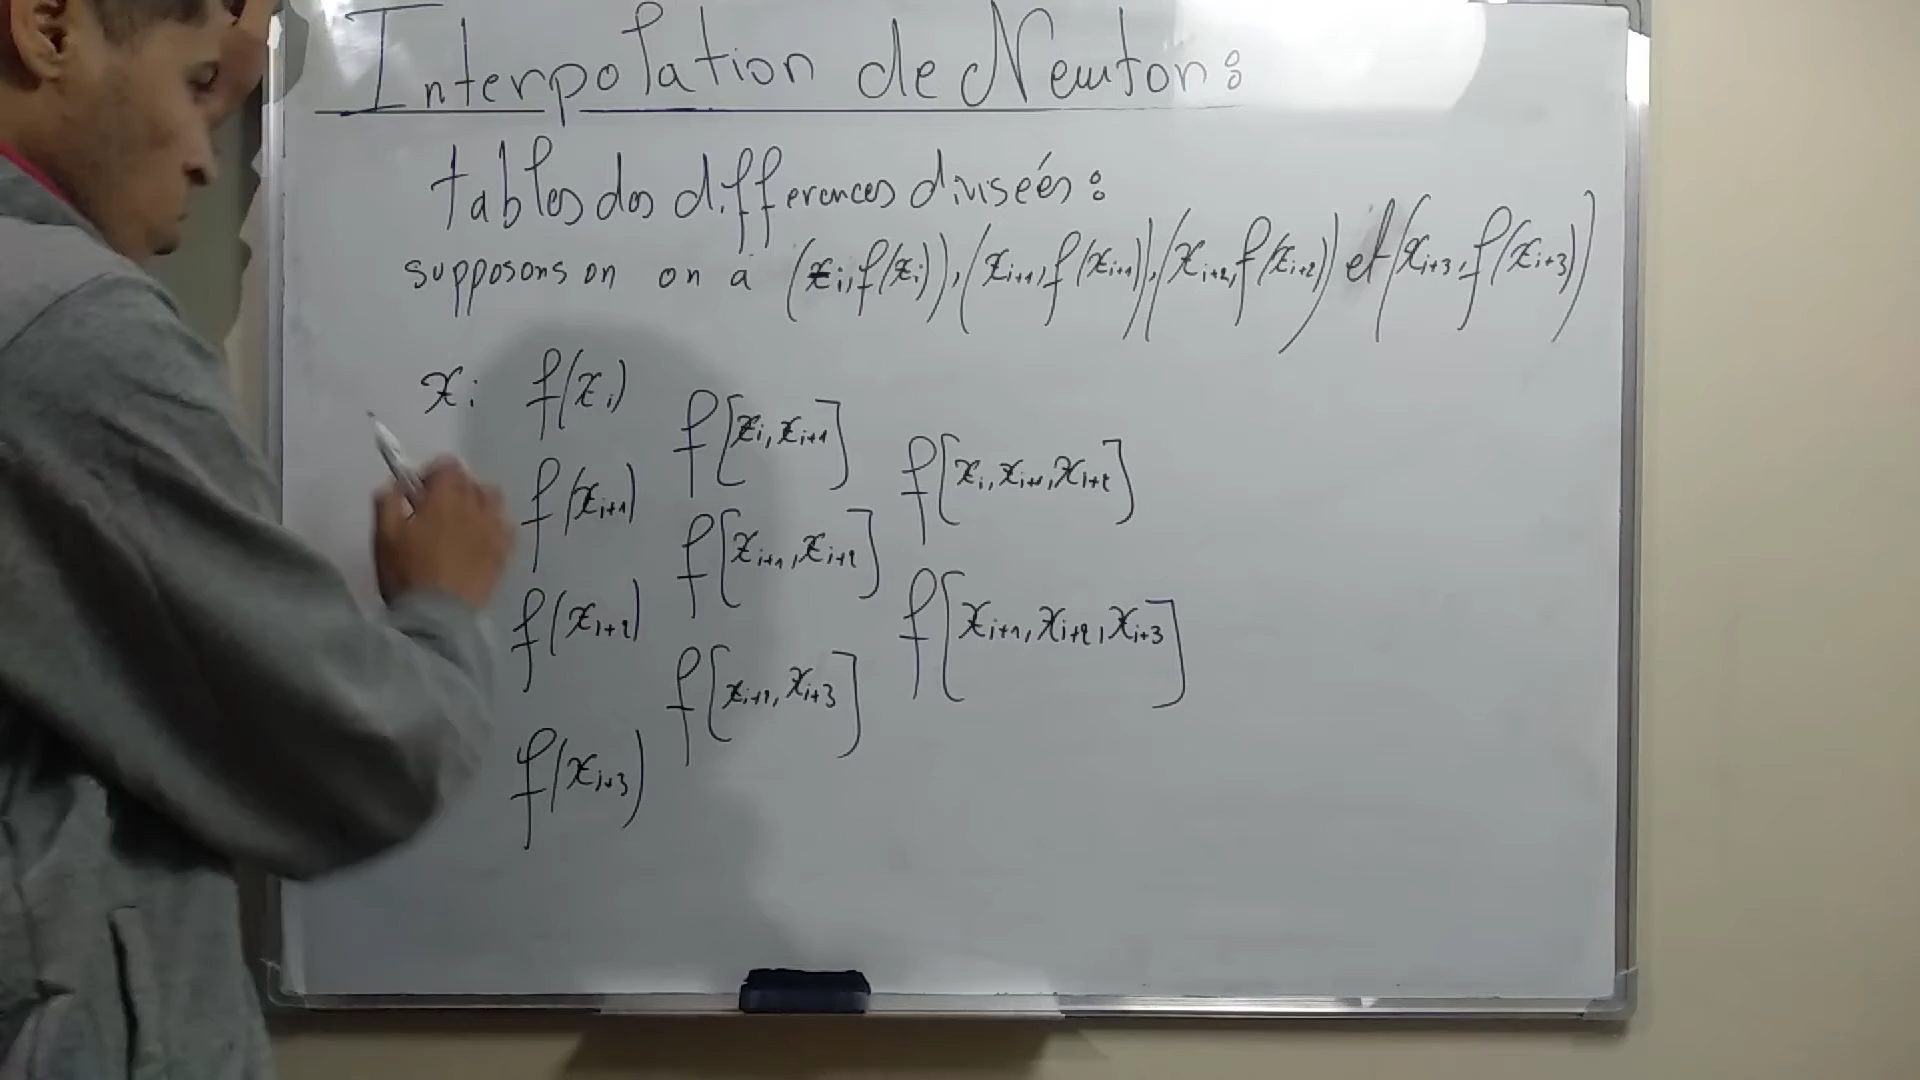 Interpolation de Newton:
tables des differences diviseés:
supposons on on a (xi, f(xi)), (xi+1, f(xi+1)), (xi+2, f(xi+2)) et (xi+3, f(xi+3))
xi f(xi)
f[xi, xi+1]
f[xi, xi+1, xi+2]
f(xi+1)
f[xi+1, xi+2]
f(xi+2)
f[xi+1, xi+2, xi+3]
f[xi+2, xi+3]
f(xi+3)